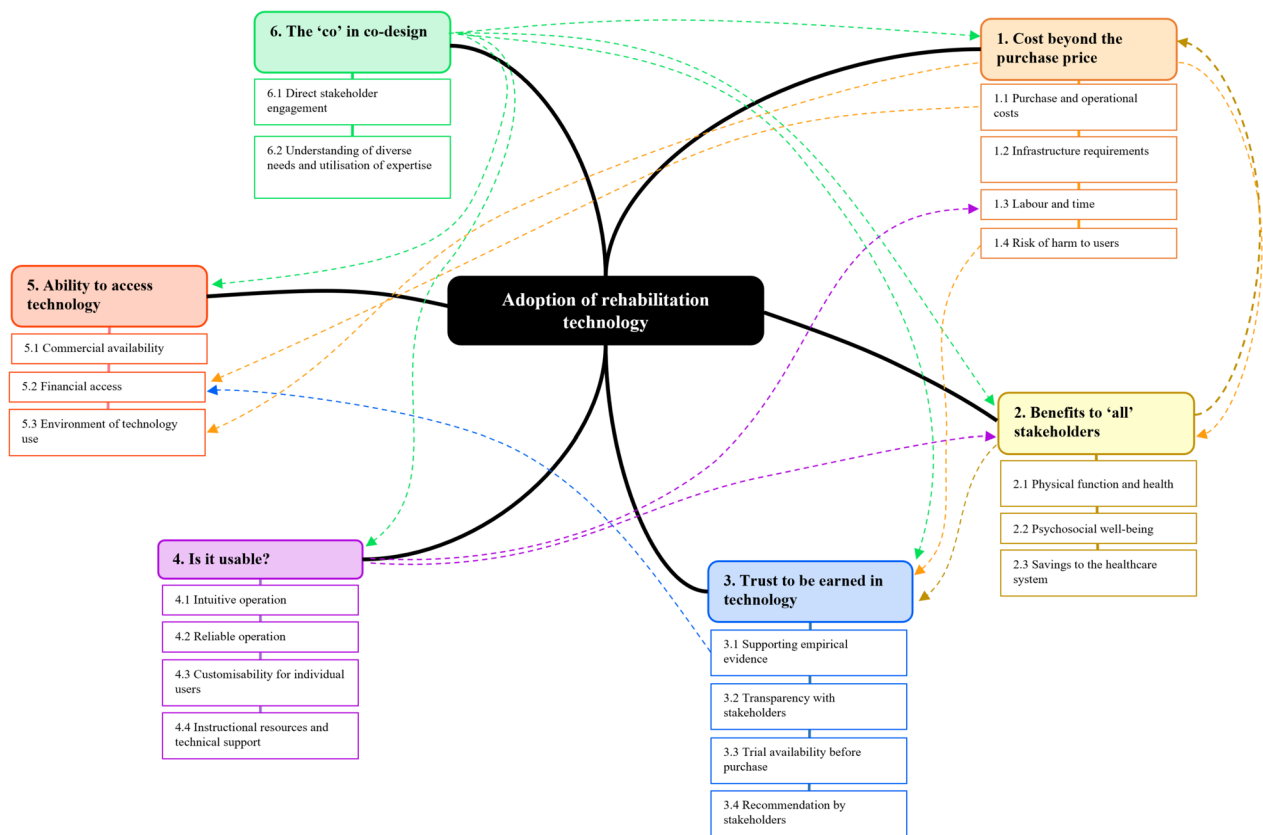 Adoption of rehabilitation
technology
1. Cost beyond the
purchase price
1.1 Purchase and operational
costs
1.2 Infrastructure requirements
1.3 Labour and time
1.4 Risk of harm to users
2. Benefits to ‘all’
stakeholders
2.1 Physical function and health
2.2 Psychosocial well-being
2.3 Savings to the healthcare
system
3. Trust to be earned in
technology
3.1 Supporting empirical
evidence
3.2 Transparency with
stakeholders
3.3 Trial availability before
purchase
3.4 Recommendation by
stakeholders
4. Is it usable?
4.1 Intuitive operation
4.2 Reliable operation
4.3 Customisability for individual
users
4.4 Instructional resources and
technical support
5. Ability to access
technology
5.1 Commercial availability
5.2 Financial access
5.3 Environment of technology
use
6. The ‘co’ in co-design
6.1 Direct stakeholder
engagement
6.2 Understanding of diverse
needs and utilisation of expertise